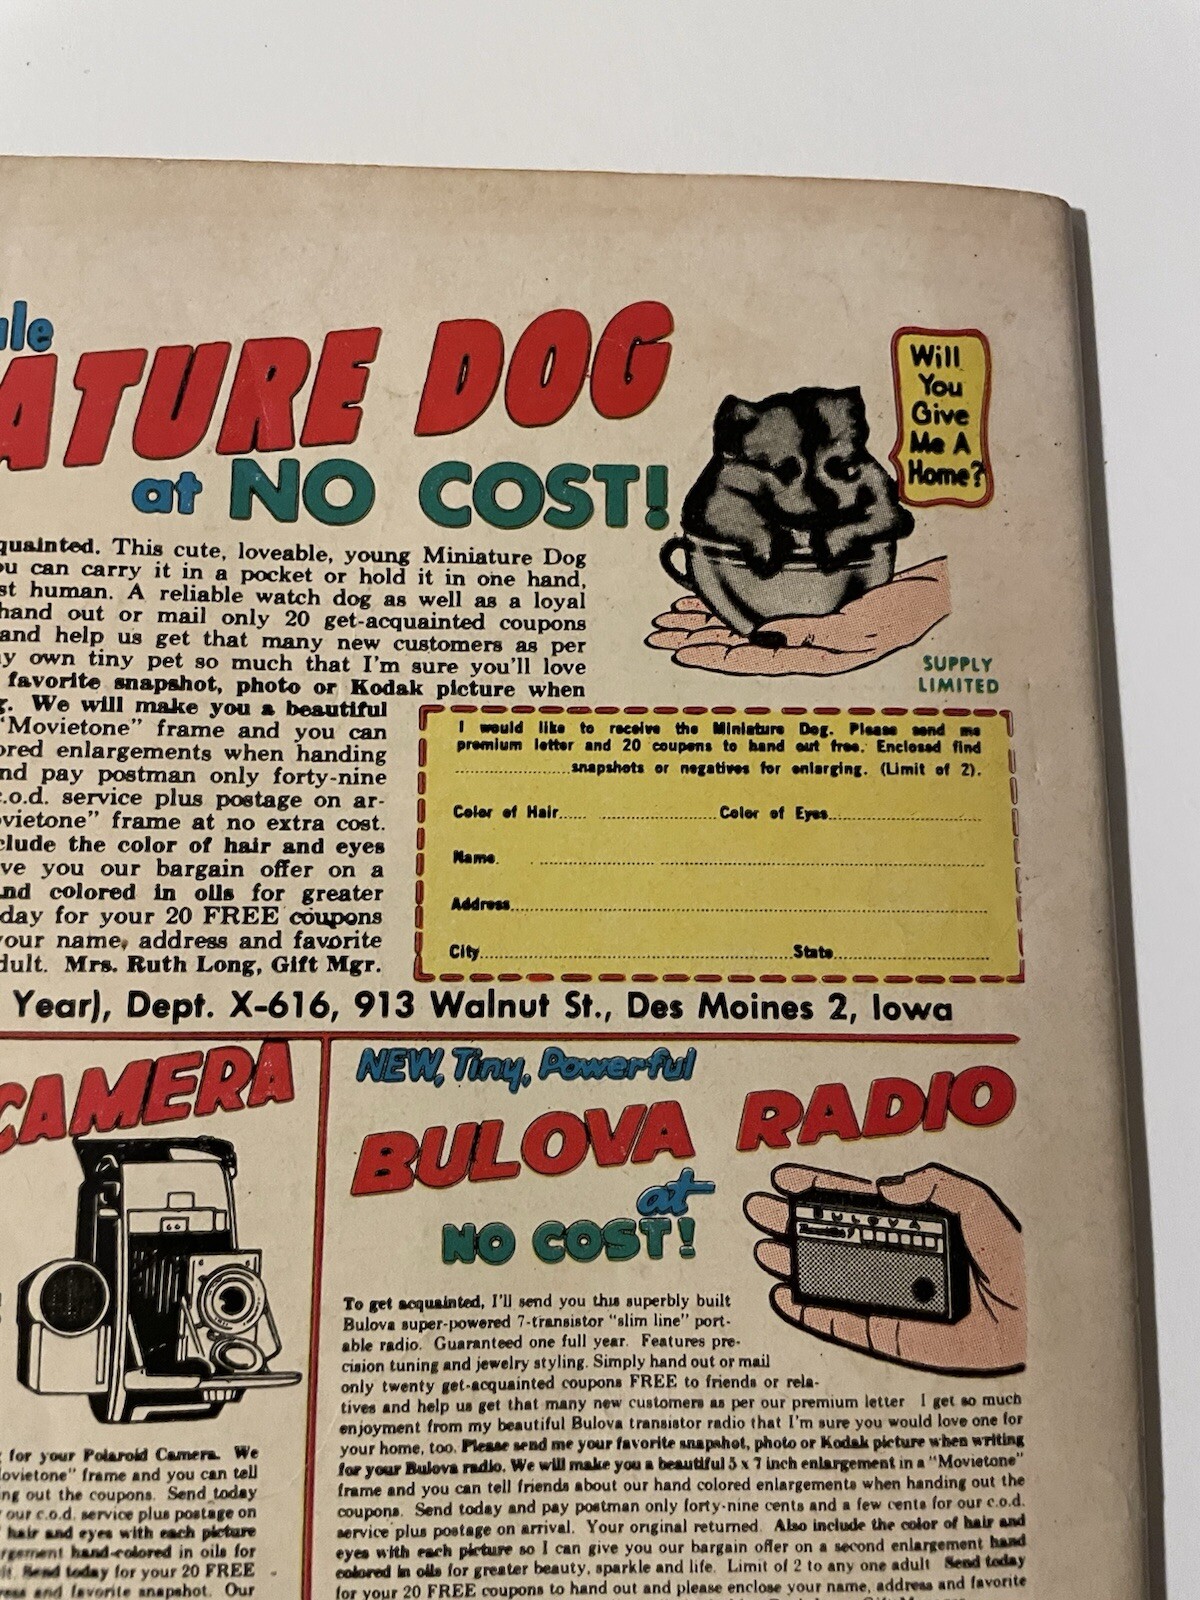 ale
ATURE DOG
at NO COST!
Will
You
Give
Me A
Home?
quainted. This cute, loveable, young Miniature Dog
ou can carry it in a pocket or hold it in one hand,
st human. A reliable watch dog as well as a loyal
hand out or mail only 20 get-acquainted coupons
and help us get that many new customers as per
y own tiny pet so much that I'm sure you'll love
favorite snapshot, photo or Kodak picture when
g. We will make you a beautiful
"Movietone" frame and you can
ored enlargements when handing
nd pay postman only forty-nine
c.o.d. service plus postage on ar-
ovietone" frame at no extra cost.
clude the color of hair and eyes
ve you our bargain offer on a
and colored in oils for greater
day for your 20 FREE coupons
your name, address and favorite
dult. Mrs. Ruth Long, Gift Mgr.
SUPPLY
LIMITED
I would like to receive the Miniature Dog. Please send me
premium letter and 20 coupons to hand out free. Enclosed find
....................snapshots or negatives for enlarging. (Limit of 2).
Color of Hair.......................... Color of Eyes..........................
Name..........................
Address..........................
City.......................... State..........................
Year), Dept. X-616, 913 Walnut St., Des Moines 2, Iowa
CAMERA
for your Polaroid Camera. We
ovietone" frame and you can tell
ng out the coupons. Send today
our c.o.d. service plus postage on
hair and eyes with each picture
rgement hand-colored in oils for
lt. Send today for your 20 FREE
ress and favorite snapshot. Our
NEW, Tiny, Powerful
BULOVA RADIO
at
NO COST!
BULOVA
To get acquainted, I'll send you this superbly built
Bulova super-powered 7-transistor "slim line" port-
able radio. Guaranteed one full year. Features pre-
cision tuning and jewelry styling. Simply hand out or mail
only twenty get-acquainted coupons FREE to friends or rela-
tives and help us get that many new customers as per our premium letter I get so much
enjoyment from my beautiful Bulova transistor radio that I'm sure you would love one for
your home, too. Please send me your favorite snapshot, photo or Kodak picture when writing
for your Bulova radio. We will make you a beautiful 5 x 7 inch enlargement in a "Movietone"
frame and you can tell friends about our hand colored enlargements when handing out the
coupons. Send today and pay postman only forty-nine cents and a few cents for our c.o.d.
service plus postage on arrival. Your original returned. Also include the color of hair and
eyes with each picture so I can give you our bargain offer on a second enlargement hand
colored in oils for greater beauty, sparkle and life. Limit of 2 to any one adult Send today
for your 20 FREE coupons to hand out and please enclose your name, address and favorite